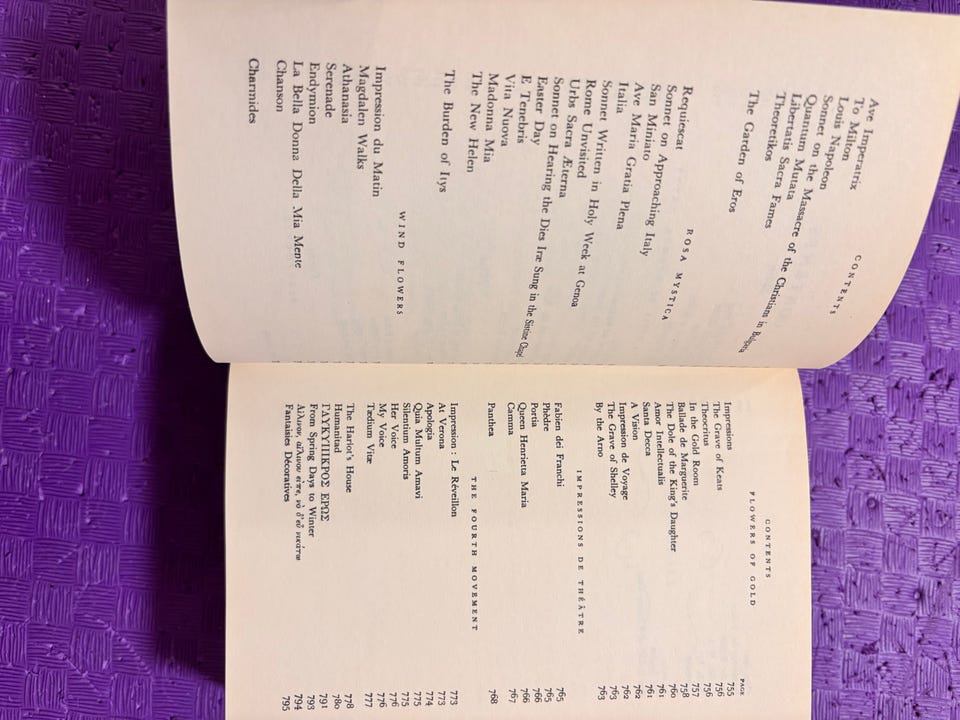 CONTENTS
Ave Imperatrix
To Milton
Louis Napoleon
Sonnet on the Massacre of the Christians in Bulgaria
Quantum Mutata
Libertatis Sacra Fames
Theoretikos
The Garden of Eros
ROSA MYSTICA
Requiescat
Sonnet on Approaching Italy
San Miniato
Ave Maria Gratia Plena
Italia
Sonnet Written in Holy Week at Genoa
Rome Unvisited
Urbs Sacra Æterna
Sonnet on Hearing the Dies Iræ Sung in the Sistine Chapel
Easter Day
E Tenebris
Vita Nuova
Madonna Mia
The New Helen
The Burden of Itys
WIND FLOWERS
Impression du Matin
Magdalen Walks
Athanasia
Serenade
Endymion
La Bella Donna Della Mia Mente
Chanson
Charmides
CONTENTS
FLOWERS OF GOLD
PAGE
Impressions 755
The Grave of Keats 756
Theocritus 756
In the Gold Room 757
Ballade de Marguerite 758
The Dole of the King's Daughter 760
Amor Intellectualis 761
Santa Decca 761
A Vision 762
Impression de Voyage 762
The Grave of Shelley 763
By the Arno 763
IMPRESSIONS DE THÉÂTRE
Fabien dei Franchi 765
Phèdre 765
Portia 766
Queen Henrietta Maria 766
Camma 767
Panthea 768
THE FOURTH MOVEMENT
Impression : Le Réveillon 773
At Verona 773
Apologia 774
Quia Multum Amavi 775
Silentium Amoris 775
Her Voice 776
My Voice 776
Tædium Vitæ 777
The Harlot's House 778
Humanitad 780
ΓΛΥΚΥΠΙΚΡΟΣ ΕΡΩΣ 791
From Spring Days to Winter 793
Αἴλινον, αἴλινον εἰπέ, τὸ δ'εὖ νικάτω 794
Fantaisies Décoratives 795